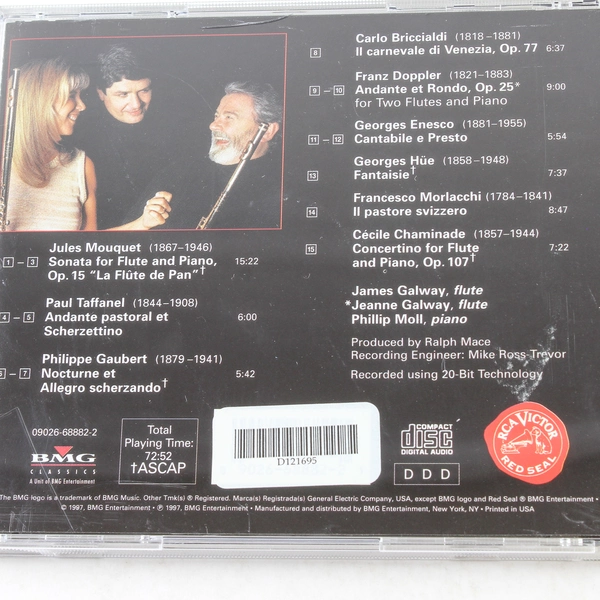 1 – 3 Jules Mouquet (1867–1946)
Sonata for Flute and Piano, 15:22
Op. 15 "La Flûte de Pan"†
4 – 5 Paul Taffanel (1844–1908)
Andante pastoral et 6:00
Scherzettino
6 – 7 Philippe Gaubert (1879–1941)
Nocturne et 5:42
Allegro scherzando†
8 Carlo Briccialdi (1818–1881)
Il carnevale di Venezia, Op. 77 6:37
Franz Doppler (1821–1883)
9 – 10 Andante et Rondo, Op. 25* 9:00
for Two Flutes and Piano
Georges Enesco (1881–1955)
11 – 12 Cantabile e Presto 5:54
Georges Hüe (1858–1948)
13 Fantaisie† 7:37
Francesco Morlacchi (1784–1841)
14 Il pastore svizzero 8:47
Cécile Chaminade (1857–1944)
15 Concertino for Flute 7:22
and Piano, Op. 107†
James Galway, flute
*Jeanne Galway, flute
Phillip Moll, piano
Produced by Ralph Mace
Recording Engineer: Mike Ross-Trevor
Recorded using 20-Bit Technology
09026-68882-2
BMG
CLASSICS
A Unit of BMG Entertainment
Total
Playing Time:
72:52
†ASCAP
D121695
COMPACT
disc
DIGITAL AUDIO
D D D
RCA VICTOR
RED SEAL
The BMG logo is a trademark of BMG Music. Other Tmk(s) ® Registered. Marca(s) Registrada(s) General Electric Company, USA, except BMG logo and Red Seal ® BMG Entertainment •
© 1997, BMG Entertainment • ℗ 1997, BMG Entertainment • Manufactured and distributed by BMG Entertainment, New York, NY • Printed in USA